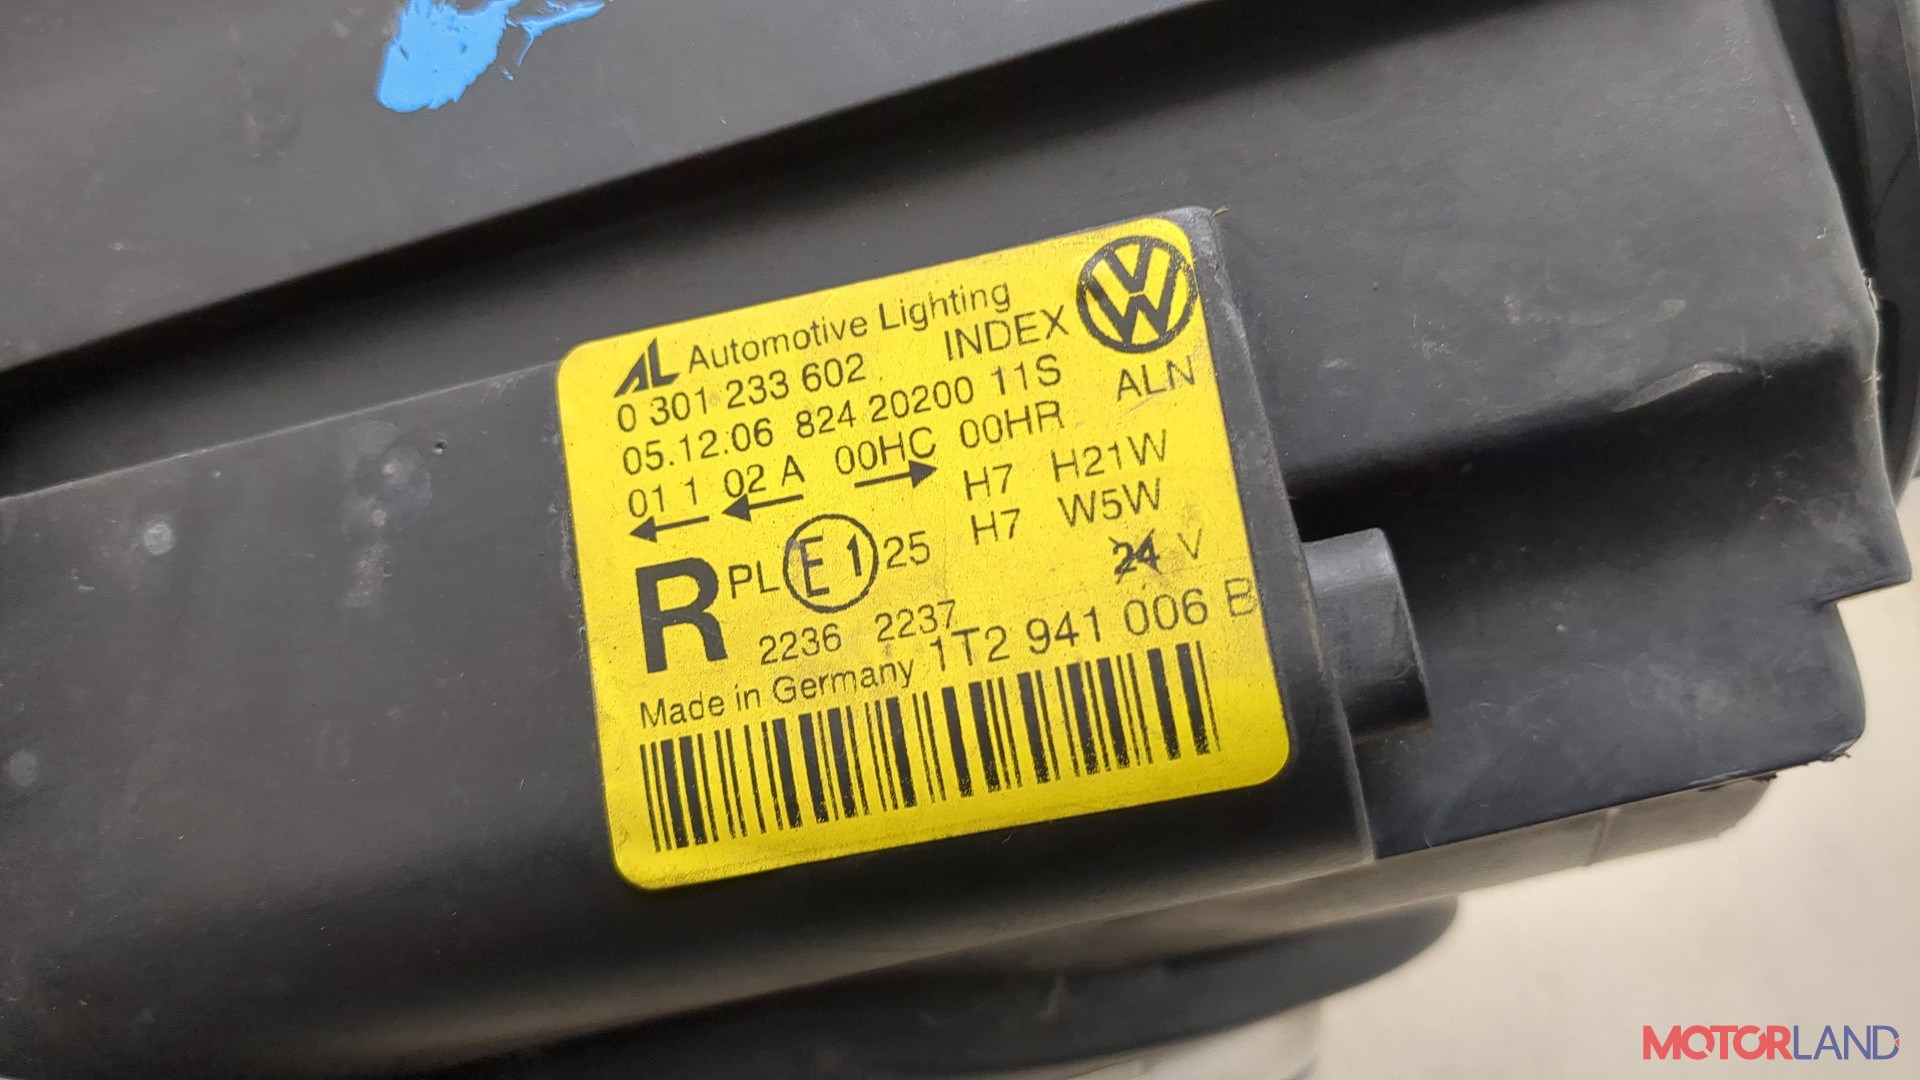 AL Automotive Lighting
0 301 233 602 INDEX
05.12.06 824 20200 11S ALN
01 1 02 A 00HC 00HR
H7 H21W
H7 W5W
R PL E1 25 24 V
2236 2237
Made in Germany 1T2 941 006 B
MOTORLAND